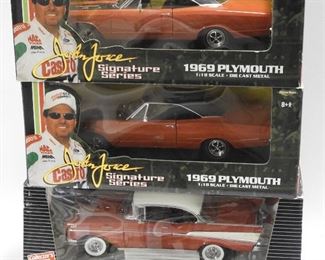 Castrol
John Force
Signature
Series
1969 PLYMOUTH
1:18 SCALE - DIE CAST METAL
John Force
Signature
Series
8+
1969 PLYMOUTH
1:18 SCALE - DIE CAST METAL